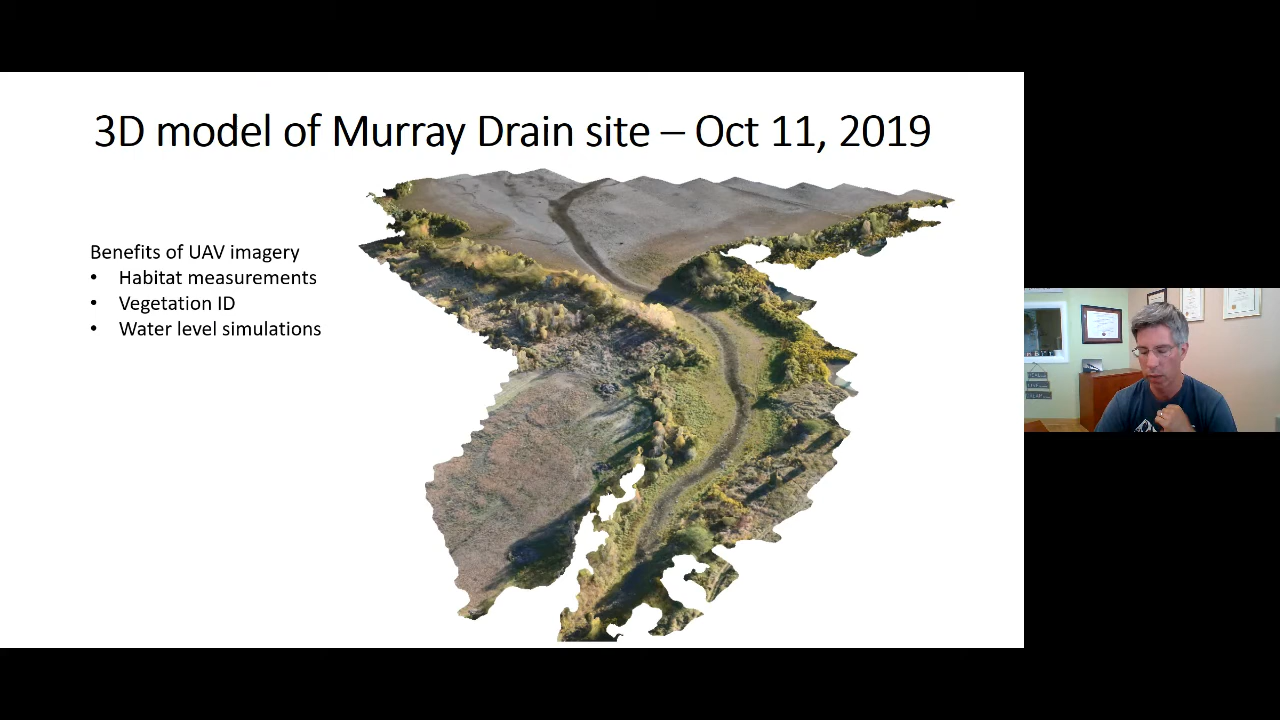 3D model of Murray Drain site – Oct 11, 2019
Benefits of UAV imagery
• Habitat measurements
• Vegetation ID
• Water level simulations